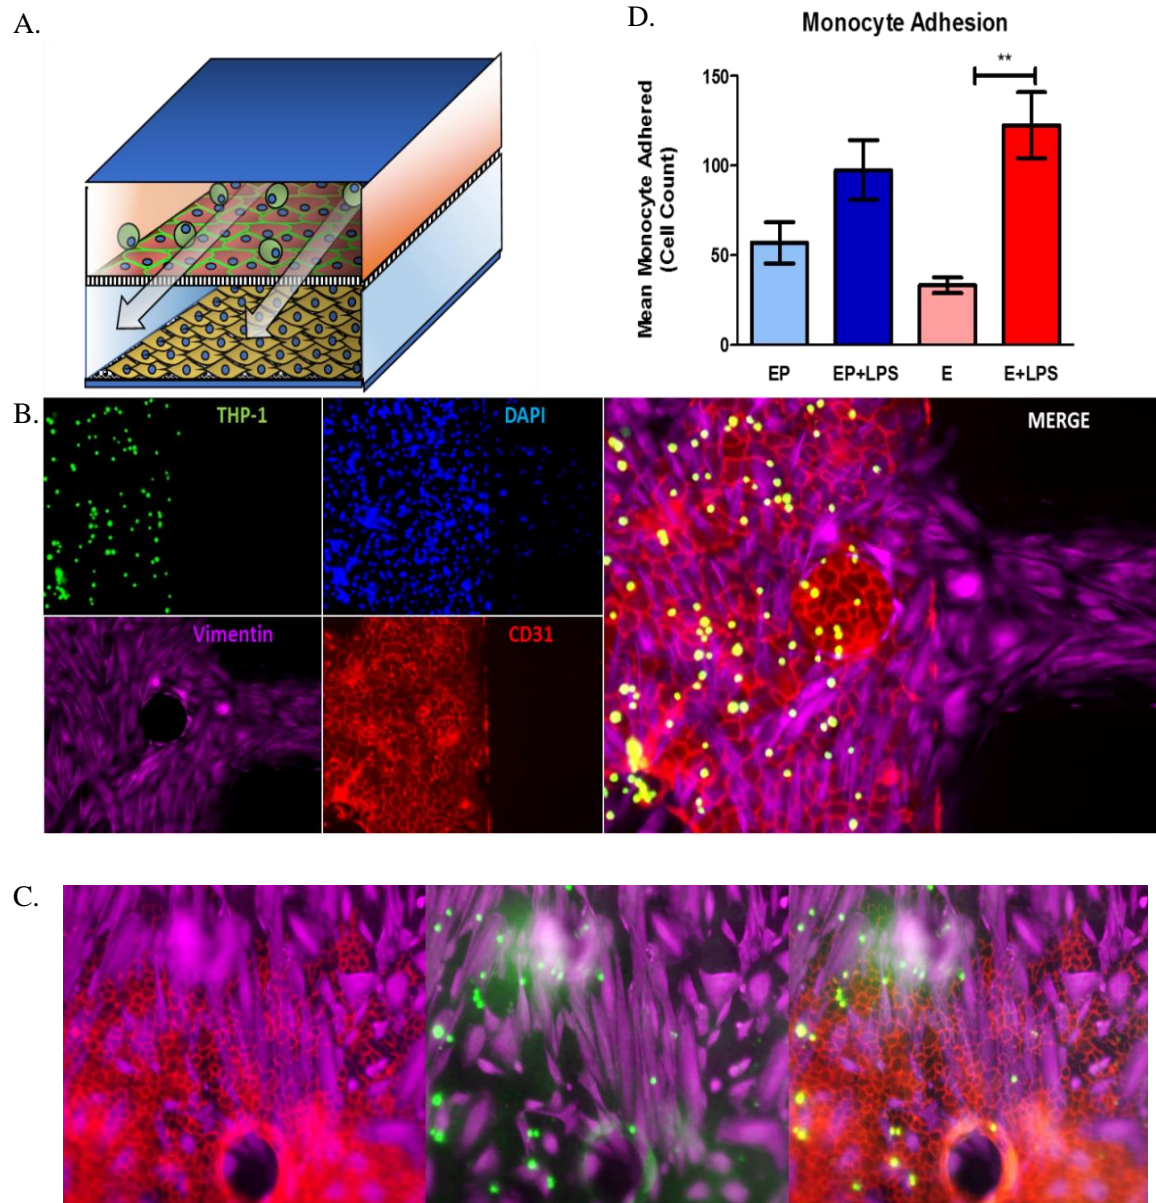 A.
D.
Monocyte Adhesion
**
Mean Monocyte Adhered
(Cell Count)
150
100
50
0
EP
EP+LPS
E
E+LPS
B.
THP-1
DAPI
MERGE
Vimentin
CD31
C.